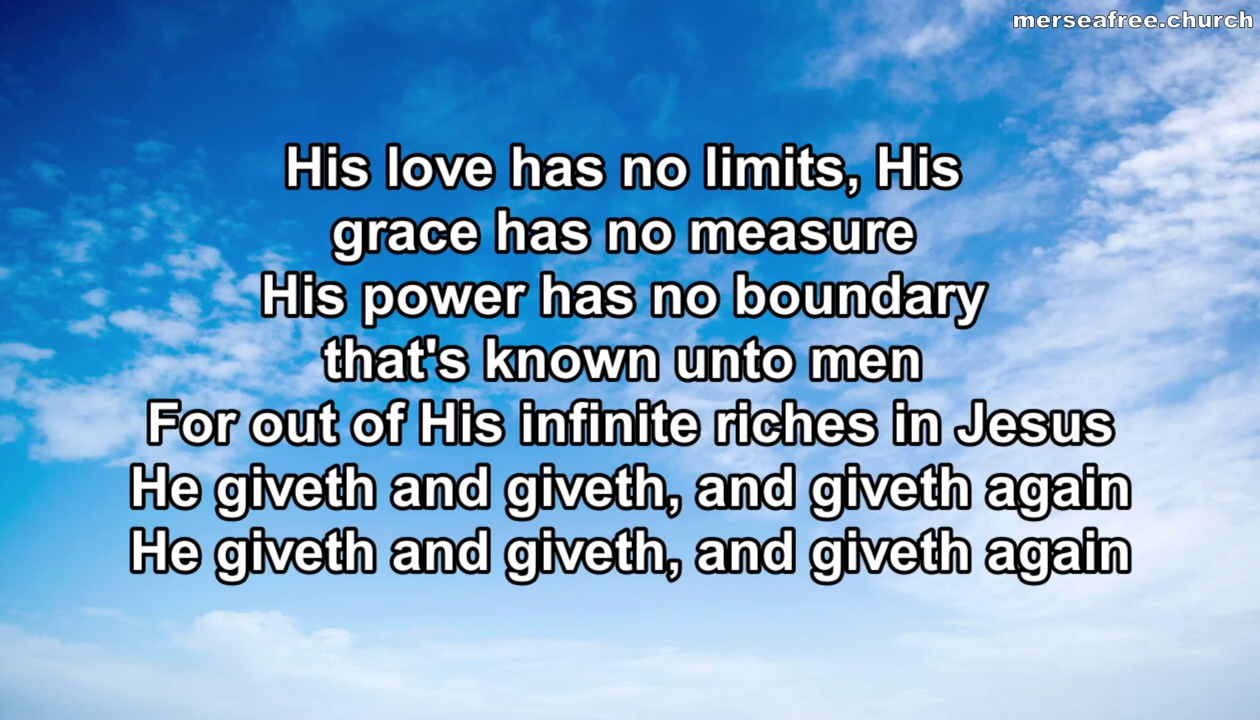 merseafree.church
His love has no limits, His
grace has no measure
His power has no boundary
that's known unto men
For out of His infinite riches in Jesus
He giveth and giveth, and giveth again
He giveth and giveth, and giveth again